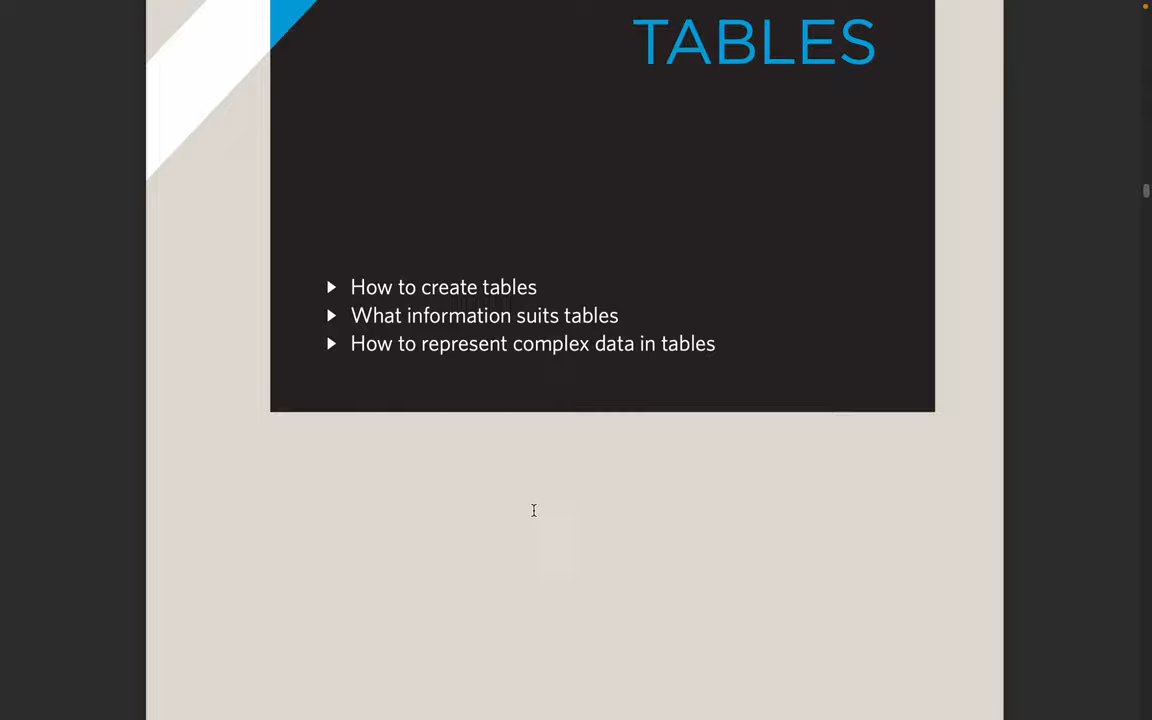 TABLES
How to create tables
What information suits tables
How to represent complex data in tables